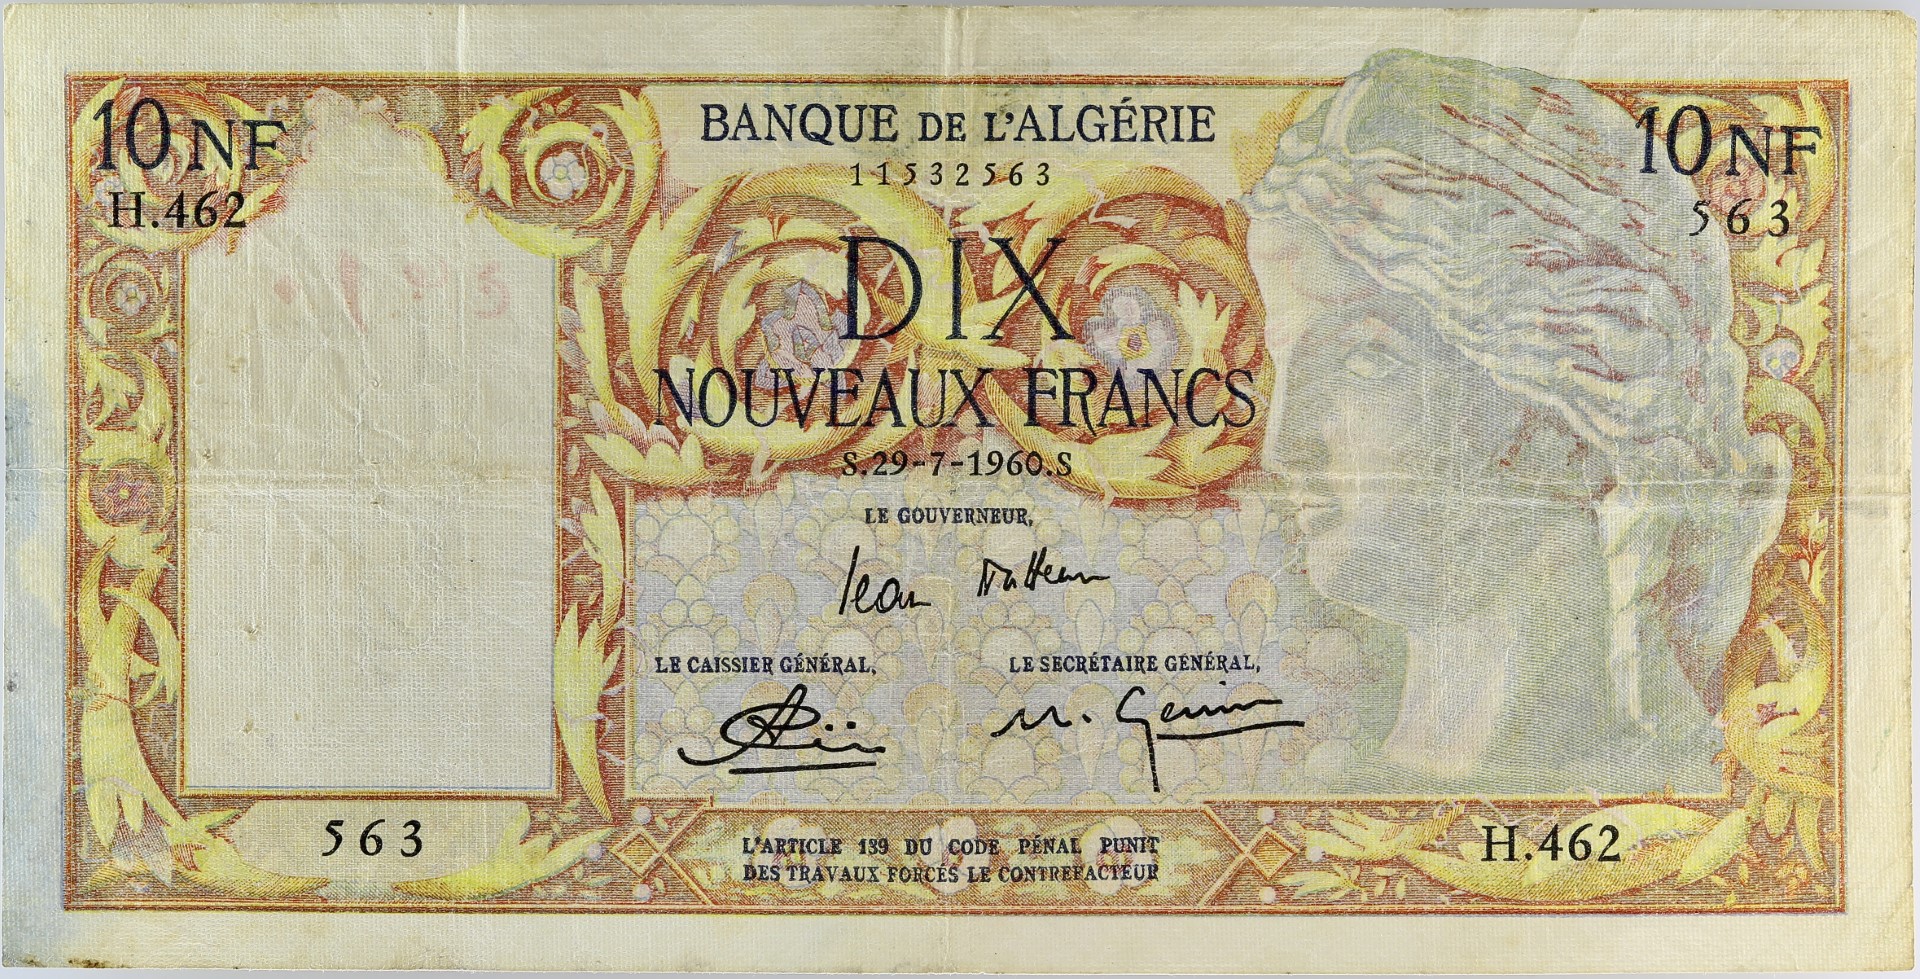 10 NF
BANQUE DE L'ALGÉRIE
10 NF
H.462
11532563
563
DIX
NOUVEAUX FRANCS
S.29-7-1960.S
LE GOUVERNEUR,
LE CAISSIER GÉNÉRAL,
LE SECRÉTAIRE GÉNÉRAL,
563
L'ARTICLE 139 DU CODE PÉNAL PUNIT
DES TRAVAUX FORCÉS LE CONTREFACTEUR
H.462